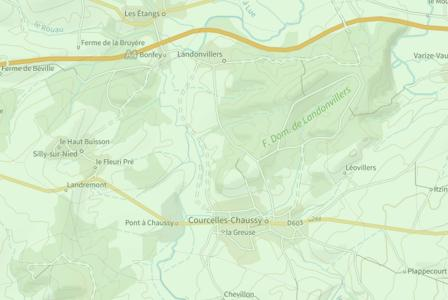 Les Étangs
le Rouau
Ferme de la Bruyère
A4
Bonfey
Landonvillers
Ferme de Béville
Varize-Vau
F. Dom. de Landonvillers
le Haut Buisson
Silly-sur-Nied
le Fleuri Pré
Léovillers
Landremont
Pont à Chaussy
Courcelles-Chaussy
D603
la Greuse
Plappecourt
Chevillon